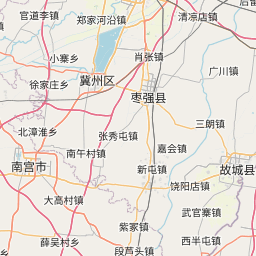 官道李镇
郑家河沿镇
清凉店镇
小寨乡
肖张镇
广川镇
徐家庄乡
冀州区
枣强县
北漳淮乡
张秀屯镇
三朗镇
南宫市
南午村镇
嘉会镇
故城县
新屯镇
饶阳店镇
大高村镇
紫冢镇
武官寨镇
薛吴村乡
段芦头镇
西半屯镇